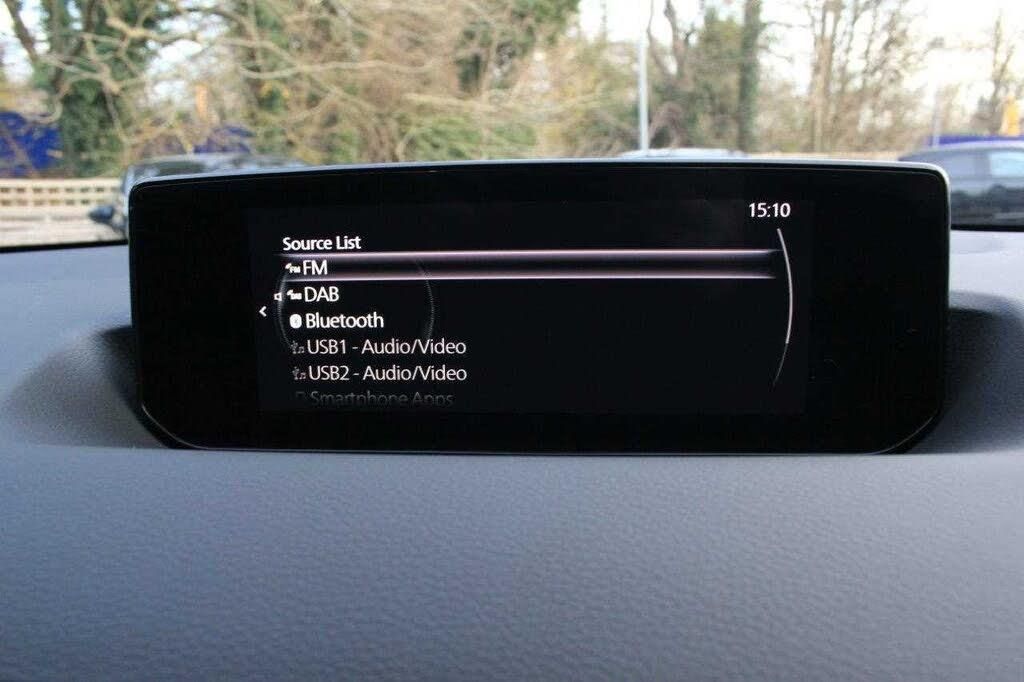 15:10
Source List
FM
DAB
Bluetooth
USB1 - Audio/Video
USB2 - Audio/Video
Smartphone Apps